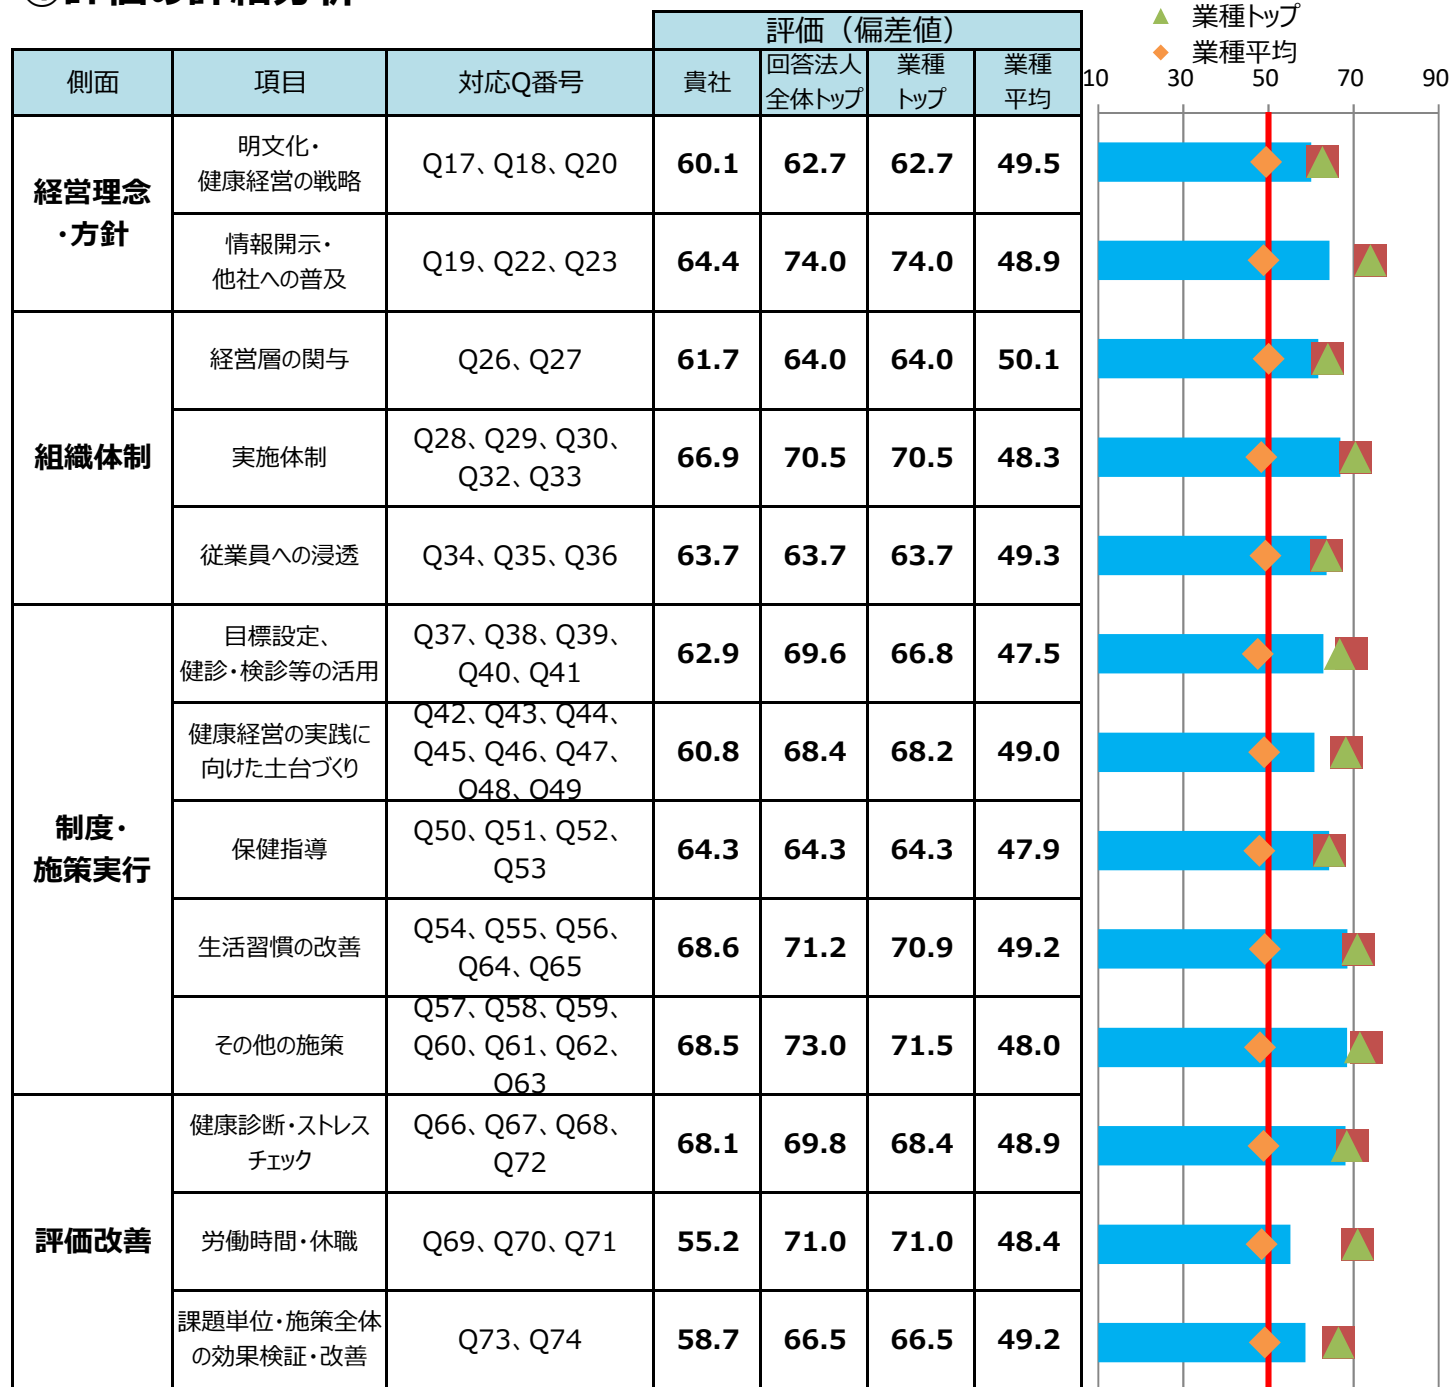 評価（偏差値）
▲ 業種トップ
◆ 業種平均
側面 項目 対応Q番号 貴社 回答法人 業種 業種
全体トップ トップ 平均
10 30 50 70 90
経営理念
・方針
明文化・
健康経営の戦略
Q17、Q18、Q20 60.1 62.7 62.7 49.5
情報開示・
他社への普及
Q19、Q22、Q23 64.4 74.0 74.0 48.9
組織体制
経営層の関与 Q26、Q27 61.7 64.0 64.0 50.1
実施体制
Q28、Q29、Q30、
Q32、Q33
66.9 70.5 70.5 48.3
従業員への浸透 Q34、Q35、Q36 63.7 63.7 63.7 49.3
制度・
施策実行
目標設定、
健診・検診等の活用
Q37、Q38、Q39、
Q40、Q41
62.9 69.6 66.8 47.5
健康経営の実践に
向けた土台づくり
Q42、Q43、Q44、
Q45、Q46、Q47、
Q48、Q49
60.8 68.4 68.2 49.0
保健指導
Q50、Q51、Q52、
Q53
64.3 64.3 64.3 47.9
生活習慣の改善
Q54、Q55、Q56、
Q64、Q65
68.6 71.2 70.9 49.2
その他の施策
Q57、Q58、Q59、
Q60、Q61、Q62、
Q63
68.5 73.0 71.5 48.0
評価改善
健康診断・ストレス
チェック
Q66、Q67、Q68、
Q72
68.1 69.8 68.4 48.9
労働時間・休職 Q69、Q70、Q71 55.2 71.0 71.0 48.4
課題単位・施策全体
の効果検証・改善
Q73、Q74 58.7 66.5 66.5 49.2